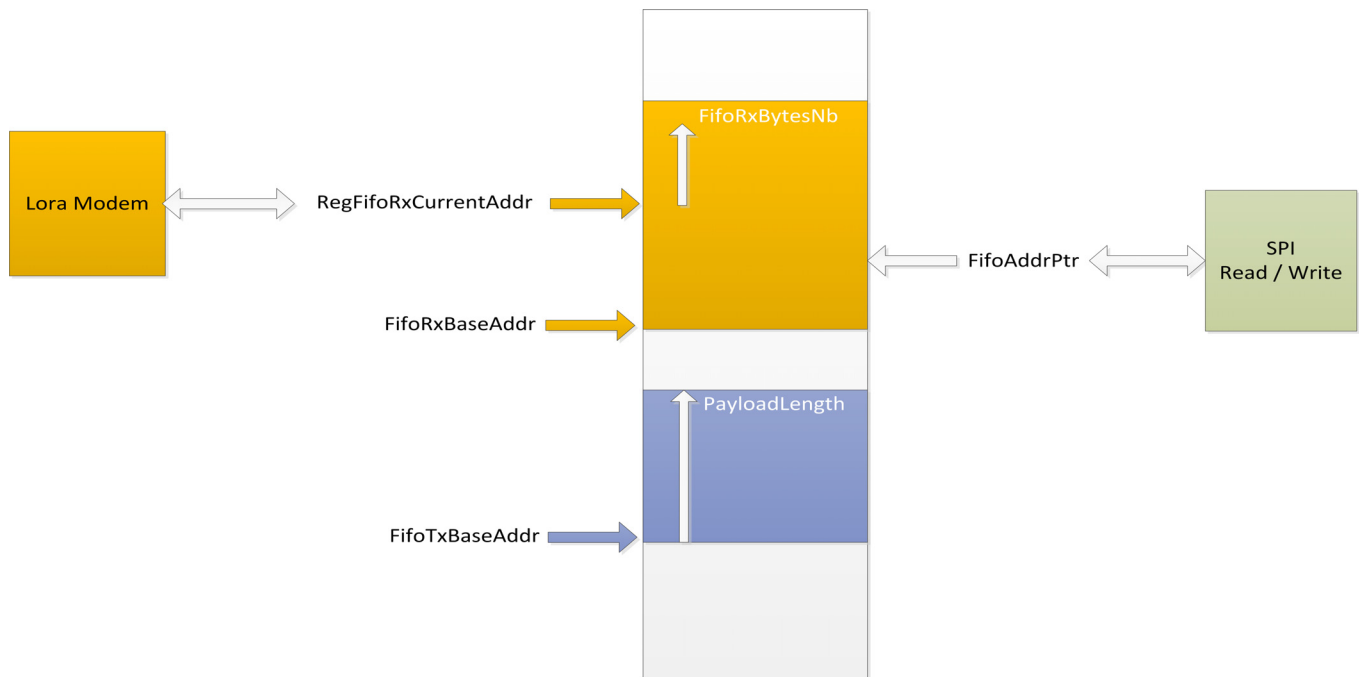 FifoRxBytesNb
Lora Modem
RegFifoRxCurrentAddr
SPI
Read / Write
FifoAddrPtr
FifoRxBaseAddr
PayloadLength
FifoTxBaseAddr